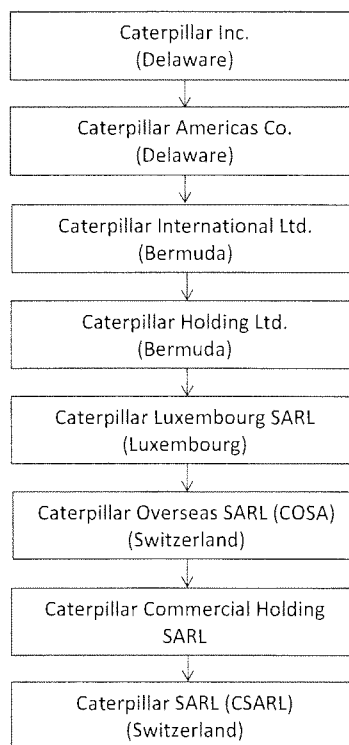 Caterpillar Inc.
(Delaware)
Caterpillar Americas Co.
(Delaware)
Caterpillar International Ltd.
(Bermuda)
Caterpillar Holding Ltd.
(Bermuda)
Caterpillar Luxembourg SARL
(Luxembourg)
Caterpillar Overseas SARL (COSA)
(Switzerland)
Caterpillar Commercial Holding
SARL
Caterpillar SARL (CSARL)
(Switzerland)